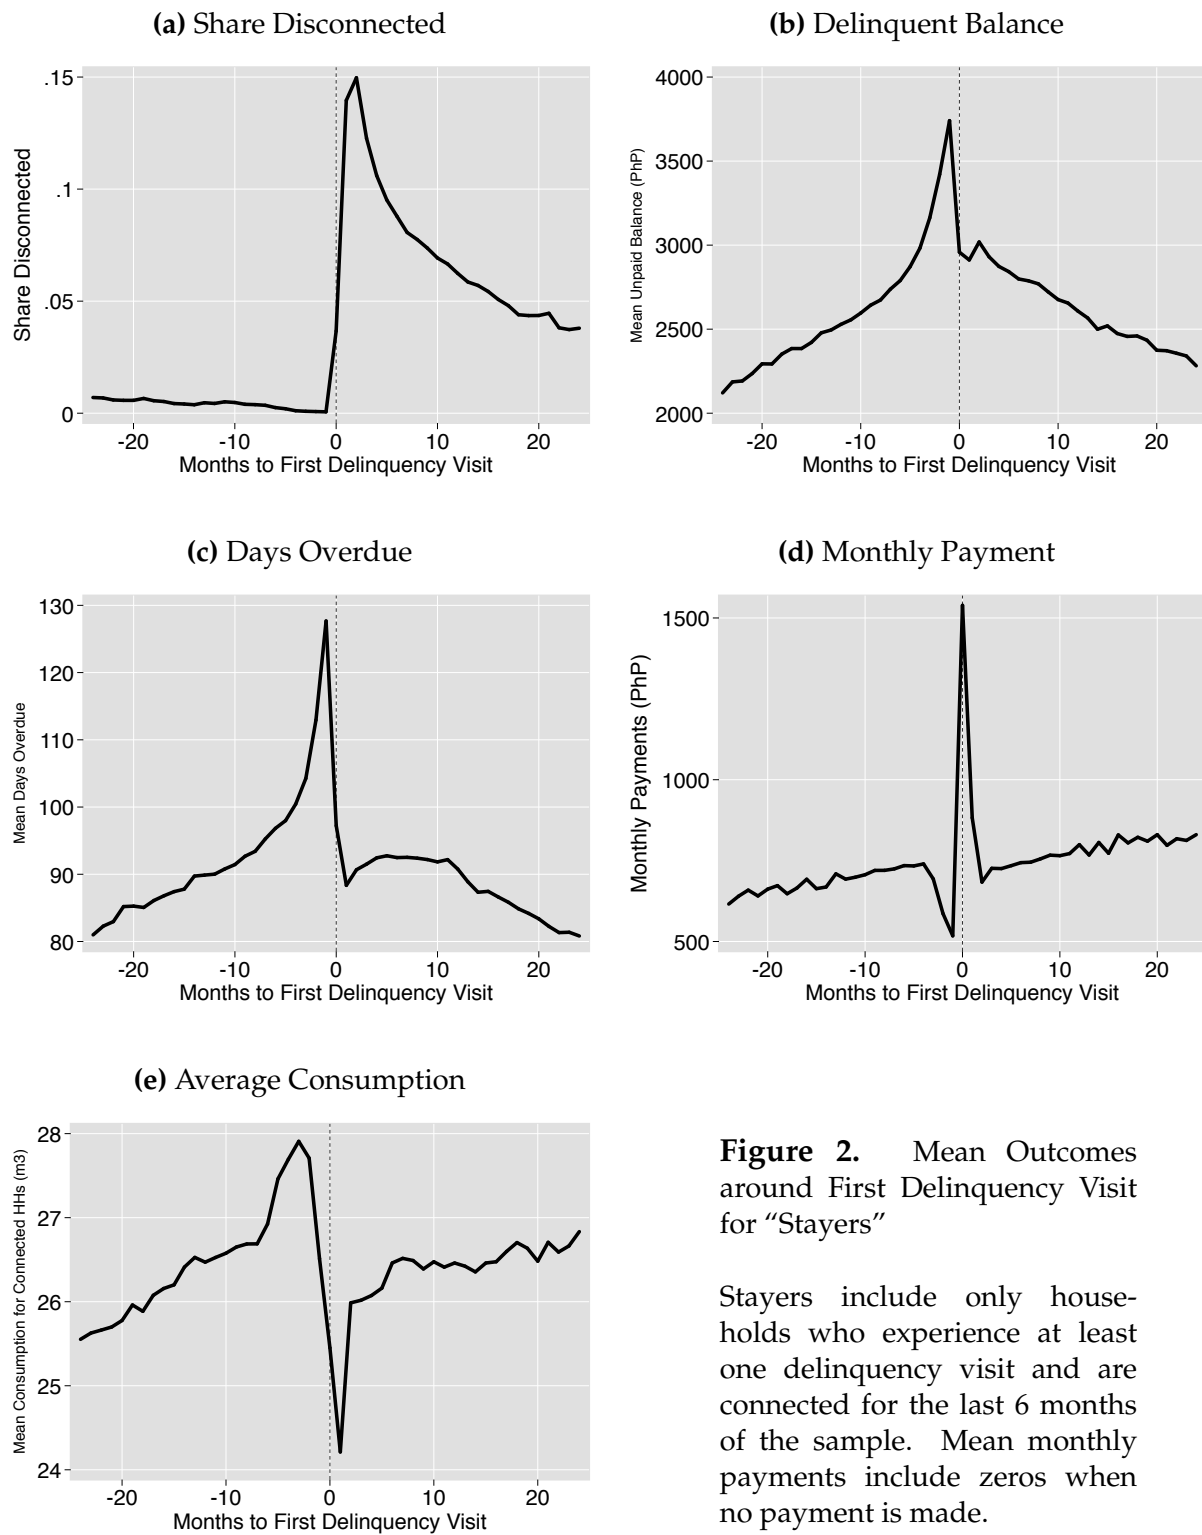 (a) Share Disconnected
.15
.1
.05
0
Share Disconnected
-20 -10 0 10 20
Months to First Delinquency Visit
(b) Delinquent Balance
4000
3500
3000
2500
2000
Mean Unpaid Balance (PhP)
-20 -10 0 10 20
Months to First Delinquency Visit
(c) Days Overdue
130
120
110
100
90
80
Mean Days Overdue
-20 -10 0 10 20
Months to First Delinquency Visit
(d) Monthly Payment
1500
1000
500
Monthly Payments (PhP)
-20 -10 0 10 20
Months to First Delinquency Visit
(e) Average Consumption
28
27
26
25
24
Mean Consumption for Connected HHs (m3)
-20 -10 0 10 20
Months to First Delinquency Visit
Figure 2. Mean Outcomes
around First Delinquency Visit
for “Stayers”
Stayers include only house-
holds who experience at least
one delinquency visit and are
connected for the last 6 months
of the sample. Mean monthly
payments include zeros when
no payment is made.